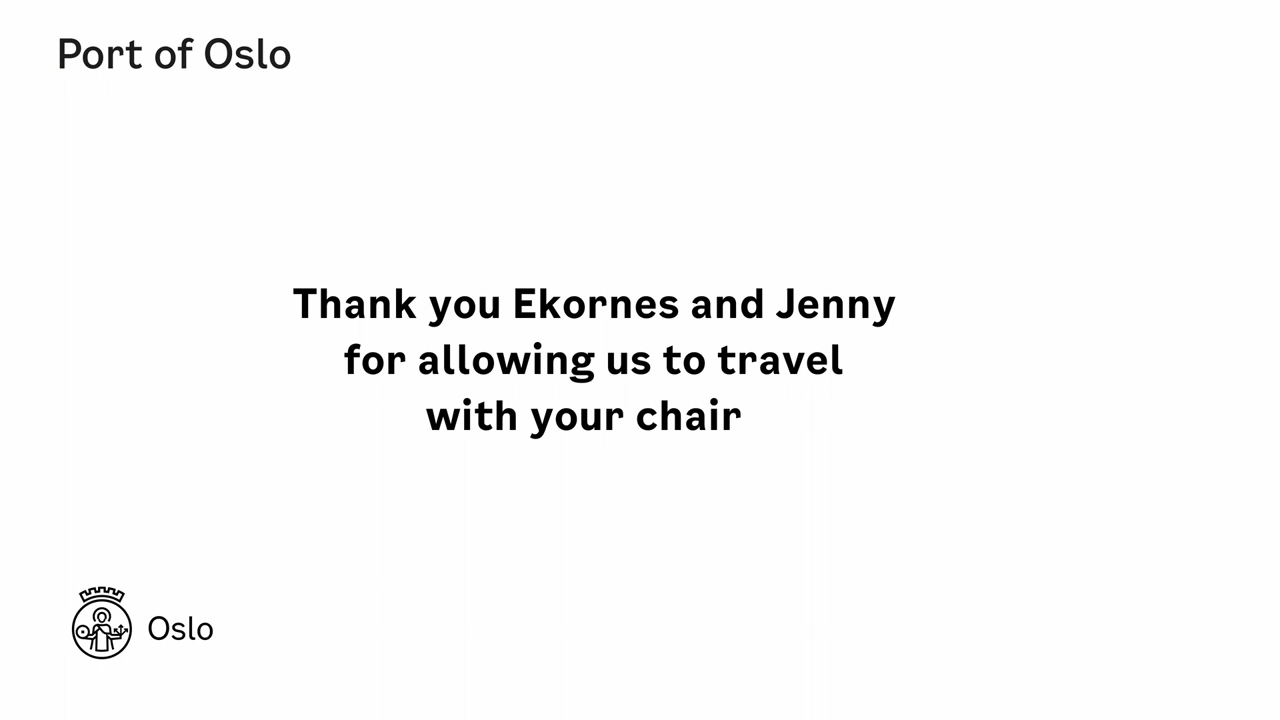 Port of Oslo
Thank you Ekornes and Jenny
for allowing us to travel
with your chair
Oslo